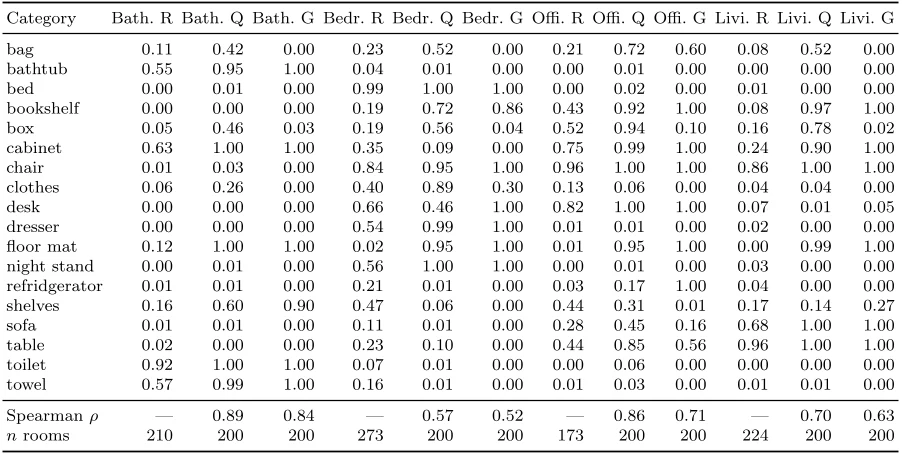 Category Bath. R Bath. Q Bath. G Bedr. R Bedr. Q Bedr. G Offi. R Offi. Q Offi. G Livi. R Livi. Q Livi. G
bag 0.11 0.42 0.00 0.23 0.52 0.00 0.21 0.72 0.60 0.08 0.52 0.00
bathtub 0.55 0.95 1.00 0.04 0.01 0.00 0.00 0.01 0.00 0.00 0.00 0.00
bed 0.00 0.01 0.00 0.99 1.00 1.00 0.00 0.02 0.00 0.01 0.00 0.00
bookshelf 0.00 0.00 0.00 0.19 0.72 0.86 0.43 0.92 1.00 0.08 0.97 1.00
box 0.05 0.46 0.03 0.19 0.56 0.04 0.52 0.94 0.10 0.16 0.78 0.02
cabinet 0.63 1.00 1.00 0.35 0.09 0.00 0.75 0.99 1.00 0.24 0.90 1.00
chair 0.01 0.03 0.00 0.84 0.95 1.00 0.96 1.00 1.00 0.86 1.00 1.00
clothes 0.06 0.26 0.00 0.40 0.89 0.30 0.13 0.06 0.00 0.04 0.04 0.00
desk 0.00 0.00 0.00 0.66 0.46 1.00 0.82 1.00 1.00 0.07 0.01 0.05
dresser 0.00 0.00 0.00 0.54 0.99 1.00 0.01 0.01 0.00 0.02 0.00 0.00
floor mat 0.12 1.00 1.00 0.02 0.95 1.00 0.01 0.95 1.00 0.00 0.99 1.00
night stand 0.00 0.01 0.00 0.56 1.00 1.00 0.00 0.01 0.00 0.03 0.00 0.00
refridgerator 0.01 0.01 0.00 0.21 0.01 0.00 0.03 0.17 1.00 0.04 0.00 0.00
shelves 0.16 0.60 0.90 0.47 0.06 0.00 0.44 0.31 0.01 0.17 0.14 0.27
sofa 0.01 0.01 0.00 0.11 0.01 0.00 0.28 0.45 0.16 0.68 1.00 1.00
table 0.02 0.00 0.00 0.23 0.10 0.00 0.44 0.85 0.56 0.96 1.00 1.00
toilet 0.92 1.00 1.00 0.07 0.01 0.00 0.00 0.06 0.00 0.00 0.00 0.00
towel 0.57 0.99 1.00 0.16 0.01 0.00 0.01 0.03 0.00 0.01 0.01 0.00
Spearman ρ — 0.89 0.84 — 0.57 0.52 — 0.86 0.71 — 0.70 0.63
n rooms 210 200 200 273 200 200 173 200 200 224 200 200